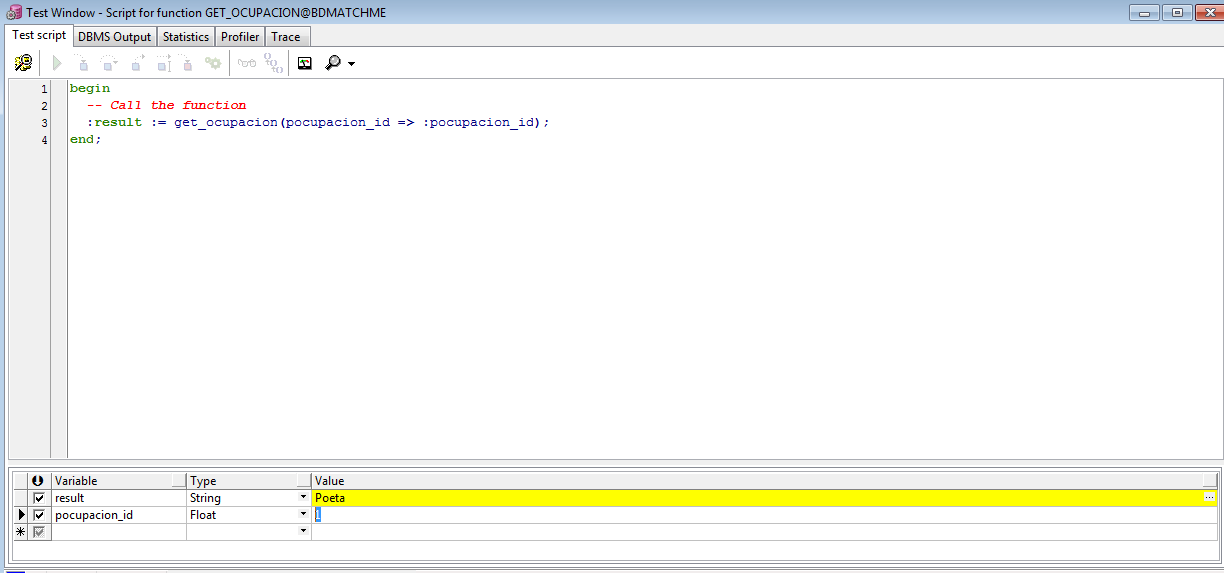 Test Window - Script for function GET_OCUPACION@BDMATCHME
Test script DBMS Output Statistics Profiler Trace
1 begin
2 -- Call the function
3 :result := get_ocupacion(pocupacion_id => :pocupacion_id);
4 end;
Variable Type Value
result String Poeta
pocupacion_id Float 1